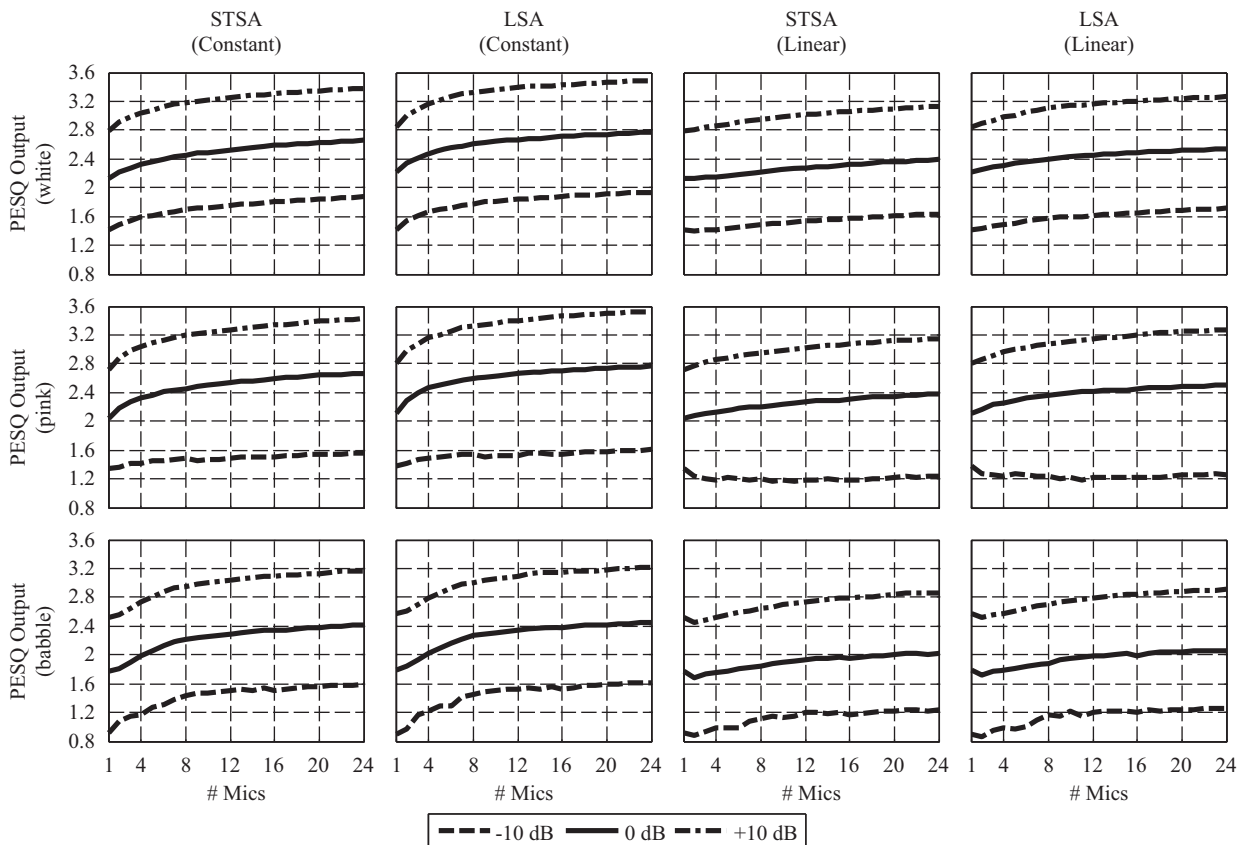 STSA
(Constant)
LSA
(Constant)
STSA
(Linear)
LSA
(Linear)
PESQ Output
(white)
3.6
3.2
2.8
2.4
2
1.6
1.2
0.8
PESQ Output
(pink)
3.6
3.2
2.8
2.4
2
1.6
1.2
0.8
PESQ Output
(babble)
3.6
3.2
2.8
2.4
2
1.6
1.2
0.8
1 4 8 12 16 20 24
1 4 8 12 16 20 24
1 4 8 12 16 20 24
1 4 8 12 16 20 24
# Mics
# Mics
# Mics
# Mics
-10 dB 0 dB +10 dB